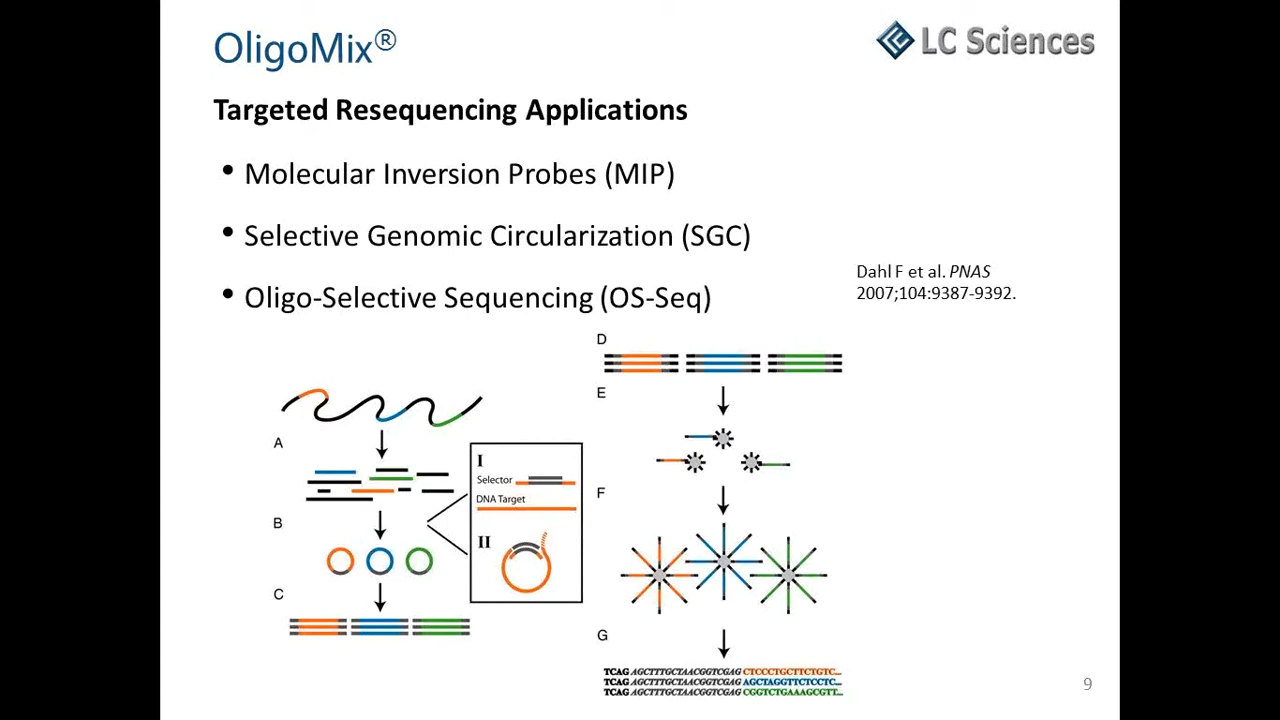 OligoMix®
LC Sciences
Targeted Resequencing Applications
• Molecular Inversion Probes (MIP)
• Selective Genomic Circularization (SGC)
• Oligo-Selective Sequencing (OS-Seq)
Dahl F et al. PNAS
2007;104:9387-9392.
A
B
C
I
Selector
DNA Target
II
D
E
F
G
TCAG AGCTTTGCTAACGGTCGAG CTCCCTGCTTCTGTC...
TCAG AGCTTTGCTAACGGTCGAG AGCTAGGTTCTCCTC...
TCAG AGCTTTGCTAACGGTCGAG CGGTCTGAAAGCGTT...
9